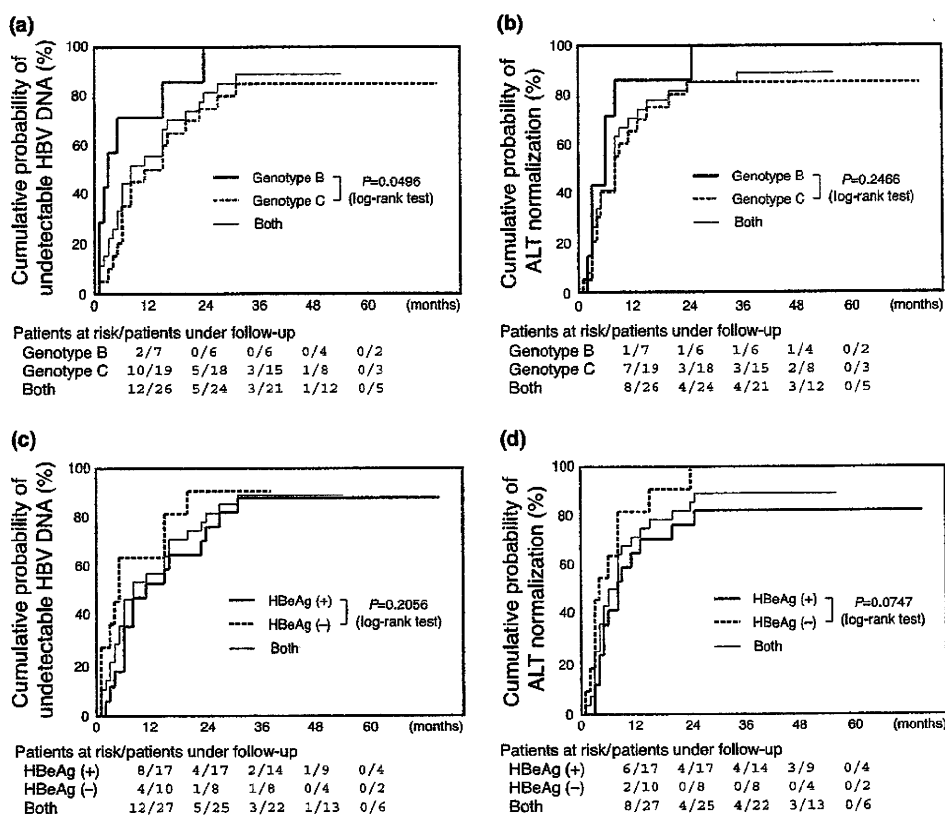 (a)
Cumulative probability of
undetectable HBV DNA (%)
100
80
60
40
20
0
Genotype B
Genotype C
Both
P=0.0496
(log-rank test)
0 12 24 36 48 60 (months)
Patients at risk/patients under follow-up
Genotype B 2/7 0/6 0/6 0/4 0/2
Genotype C 10/19 5/18 3/15 1/8 0/3
Both 12/26 5/24 3/21 1/12 0/5
(b)
Cumulative probability of
ALT normalization (%)
100
80
60
40
20
0
Genotype B
Genotype C
Both
P=0.2466
(log-rank test)
0 12 24 36 48 60 (months)
Patients at risk/patients under follow-up
Genotype B 1/7 1/6 1/6 1/4 0/2
Genotype C 7/19 3/18 3/15 2/8 0/3
Both 8/26 4/24 4/21 3/12 0/5
(c)
Cumulative probability of
undetectable HBV DNA (%)
100
80
60
40
20
0
HBeAg (+)
HBeAg (−)
Both
P=0.2056
(log-rank test)
0 12 24 36 48 60 (months)
Patients at risk/patients under follow-up
HBeAg (+) 8/17 4/17 2/14 1/9 0/4
HBeAg (−) 4/10 1/8 1/8 0/4 0/2
Both 12/27 5/25 3/22 1/13 0/6
(d)
Cumulative probability of
ALT normalization (%)
100
80
60
40
20
0
HBeAg (+)
HBeAg (−)
Both
P=0.0747
(log-rank test)
0 12 24 36 48 60 (months)
Patients at risk/patients under follow-up
HBeAg (+) 6/17 4/17 4/14 3/9 0/4
HBeAg (−) 2/10 0/8 0/8 0/4 0/2
Both 8/27 4/25 4/22 3/13 0/6